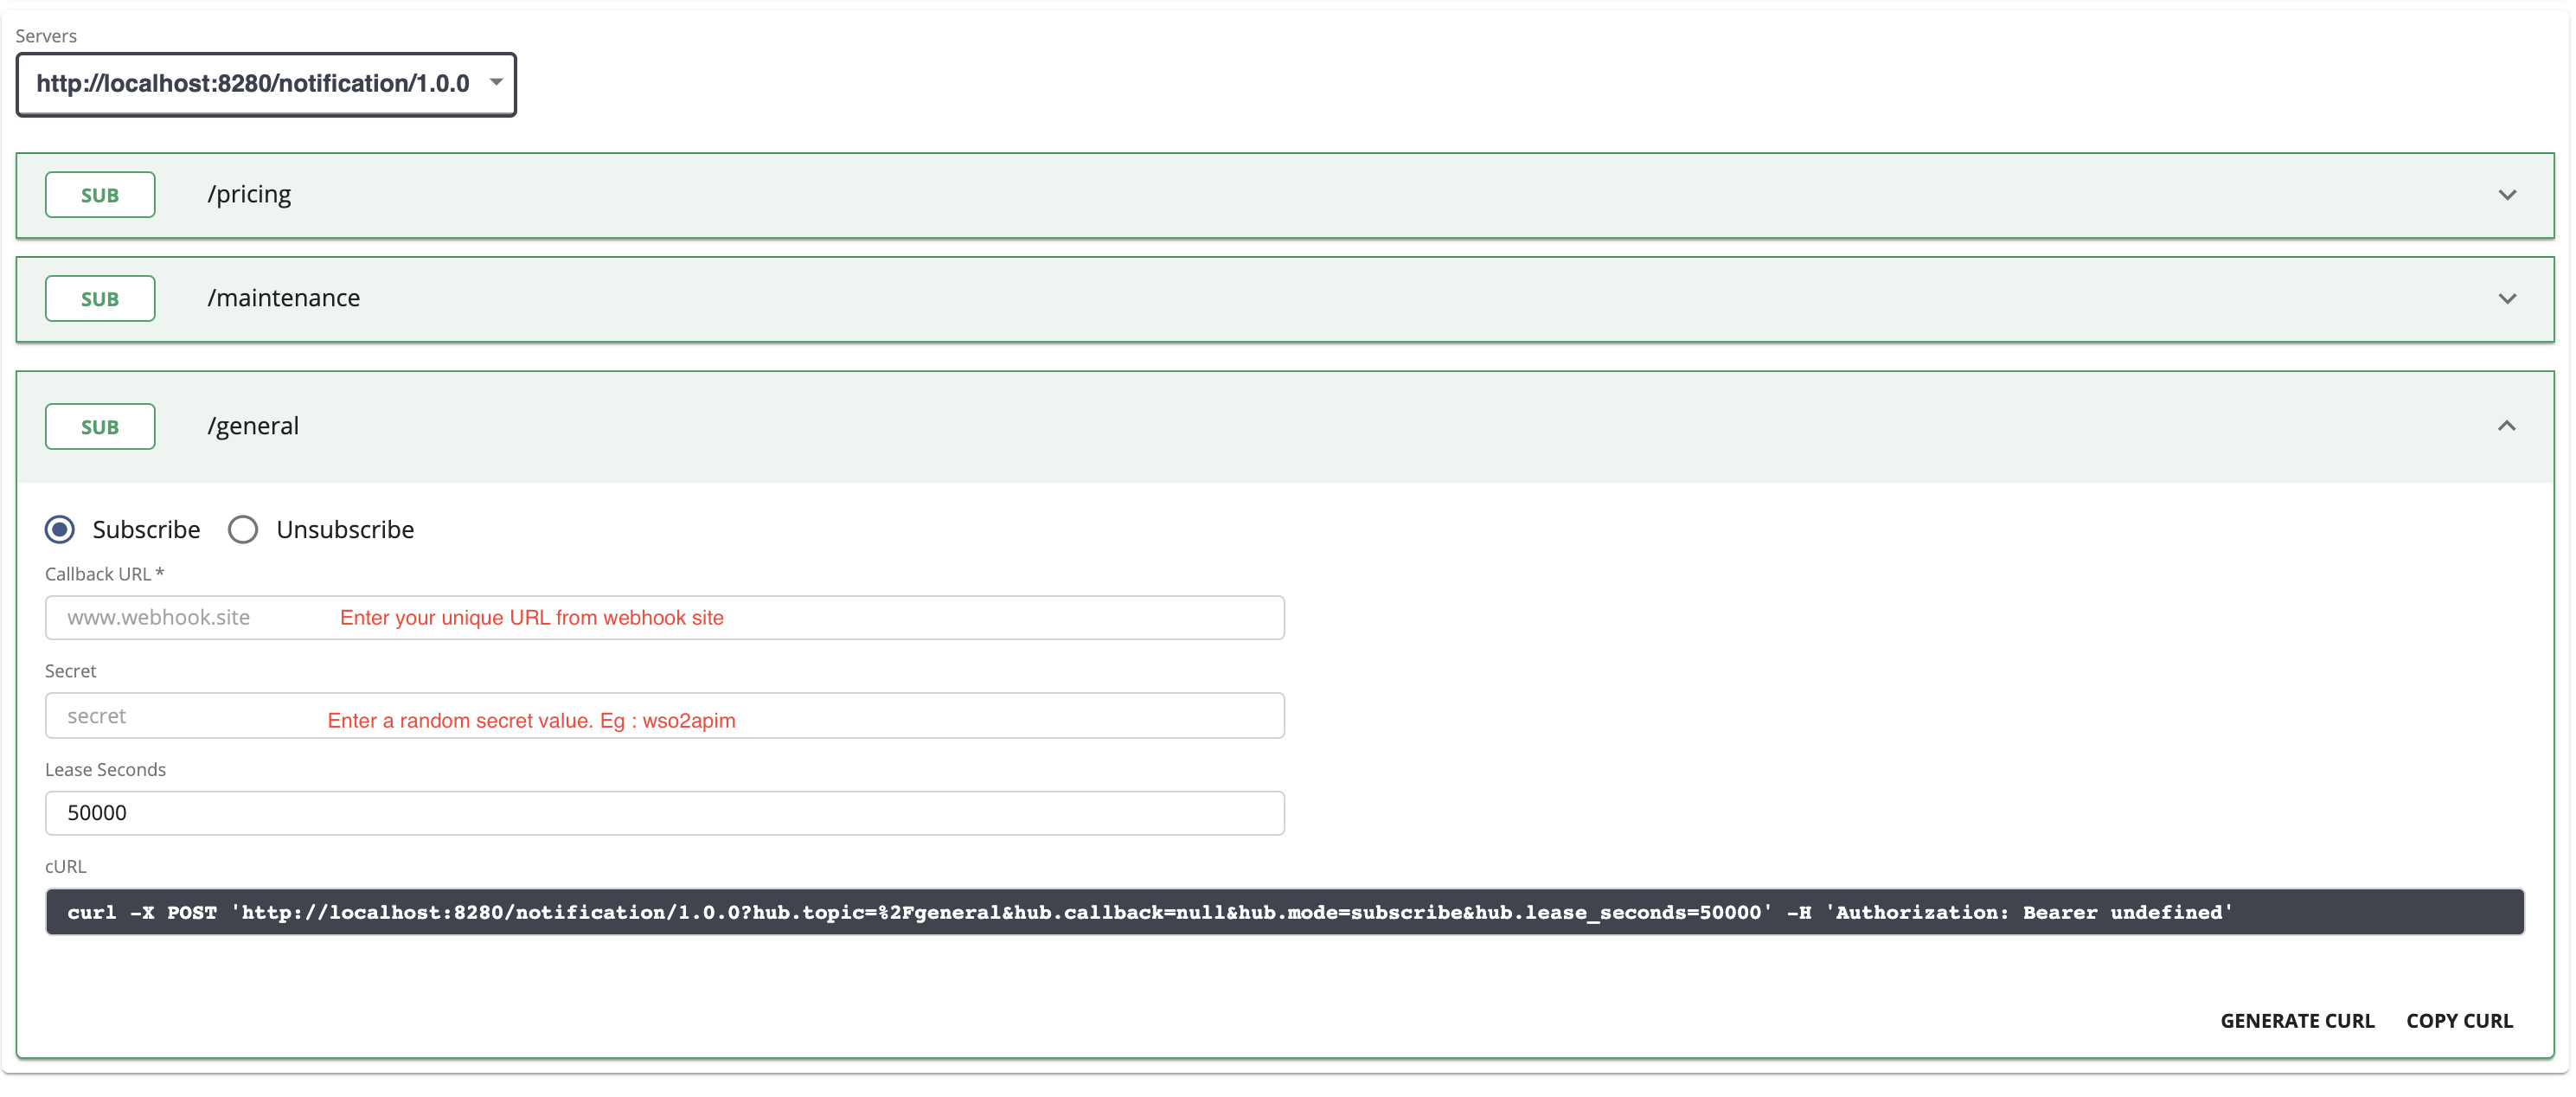 Servers
http://localhost:8280/notification/1.0.0
SUB /pricing
SUB /maintenance
SUB /general
Subscribe Unsubscribe
Callback URL *
www.webhook.site Enter your unique URL from webhook site
Secret
secret Enter a random secret value. Eg : wso2apim
Lease Seconds
50000
cURL
curl -X POST 'http://localhost:8280/notification/1.0.0?hub.topic=%2Fgeneral&hub.callback=null&hub.mode=subscribe&hub.lease_seconds=50000' -H 'Authorization: Bearer undefined'
GENERATE CURL COPY CURL